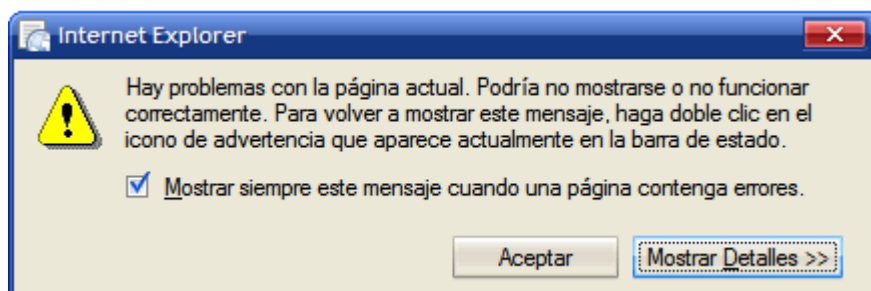 Internet Explorer
Hay problemas con la página actual. Podría no mostrarse o no funcionar
correctamente. Para volver a mostrar este mensaje, haga doble clic en el
icono de advertencia que aparece actualmente en la barra de estado.
Mostrar siempre este mensaje cuando una página contenga errores.
Aceptar Mostrar Detalles >>